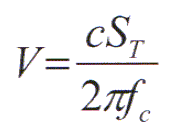 V = cS_T / 2πf_c